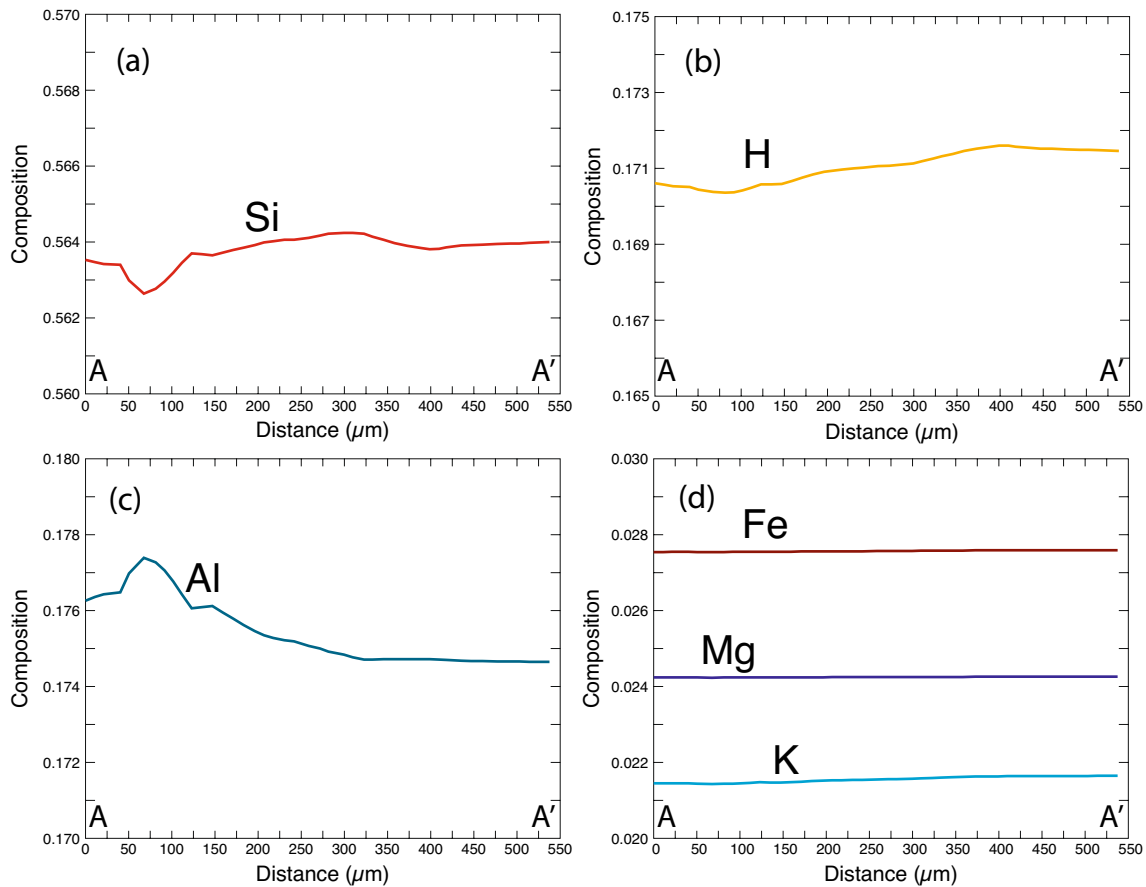 (a)
Composition
0.570
0.568
0.566
0.564
0.562
0.560
Si
A
A’
0 50 100 150 200 250 300 350 400 450 500 550
Distance (µm)
(b)
Composition
0.175
0.173
0.171
0.169
0.167
0.165
H
A
A’
0 50 100 150 200 250 300 350 400 450 500 550
Distance (µm)
(c)
Composition
0.180
0.178
0.176
0.174
0.172
0.170
Al
A
A’
0 50 100 150 200 250 300 350 400 450 500 550
Distance (µm)
(d)
Composition
0.030
0.028
0.026
0.024
0.022
0.020
Fe
Mg
K
A
A’
0 50 100 150 200 250 300 350 400 450 500 550
Distance (µm)